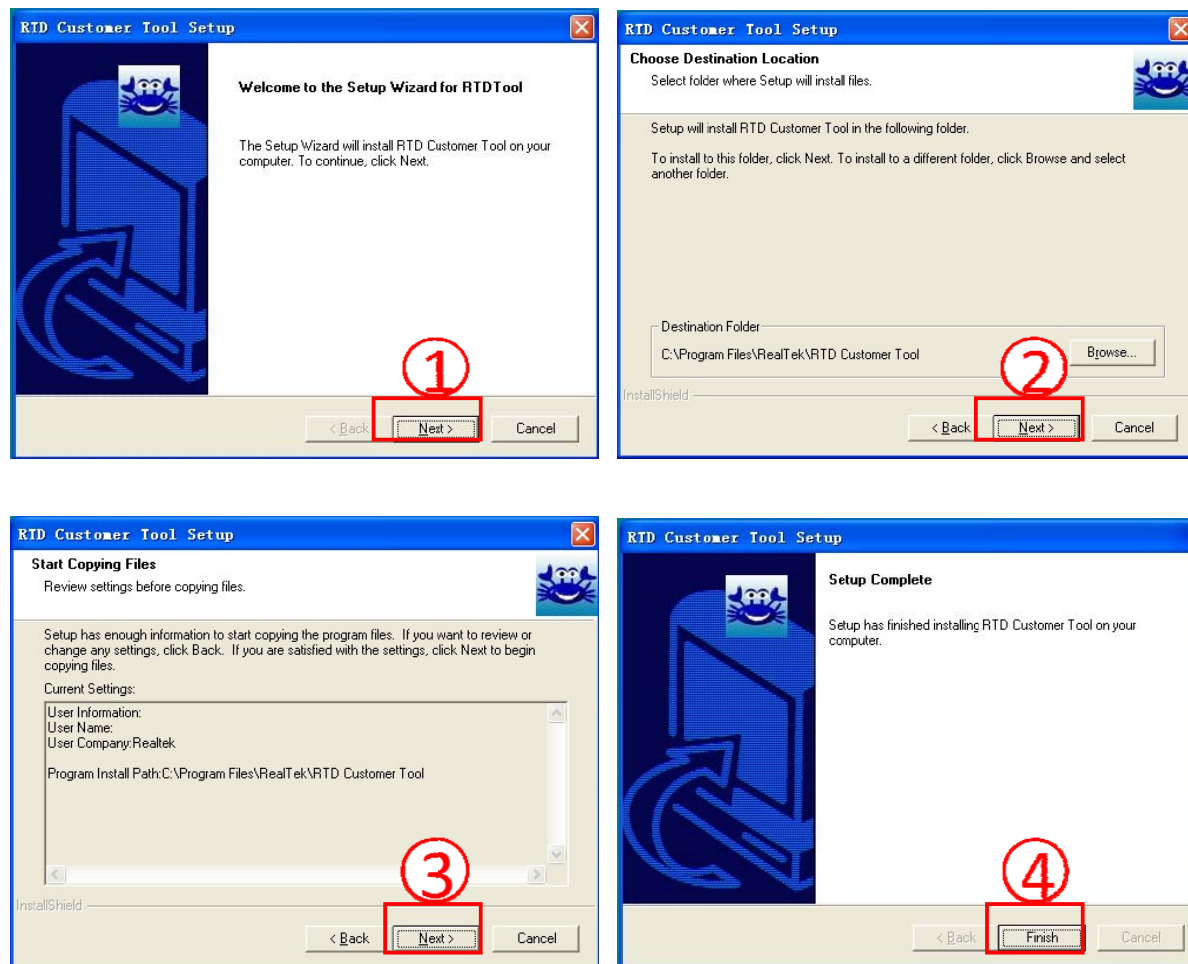 RTD Customer Tool Setup
Welcome to the Setup Wizard for RTDTool
The Setup Wizard will install RTD Customer Tool on your
computer. To continue, click Next.
1
< Back
Next >
Cancel
RTD Customer Tool Setup
Choose Destination Location
Select folder where Setup will install files.
Setup will install RTD Customer Tool in the following folder.
To install to this folder, click Next. To install to a different folder, click Browse and select
another folder.
Destination Folder
C:\Program Files\RealTek\RTD Customer Tool
Browse...
2
InstallShield
< Back
Next >
Cancel
RTD Customer Tool Setup
Start Copying Files
Review settings before copying files.
Setup has enough information to start copying the program files. If you want to review or
change any settings, click Back. If you are satisfied with the settings, click Next to begin
copying files.
Current Settings:
User Information:
User Name:
User Company:Realtek
Program Install Path:C:\Program Files\RealTek\RTD Customer Tool
3
InstallShield
< Back
Next >
Cancel
RTD Customer Tool Setup
Setup Complete
Setup has finished installing RTD Customer Tool on your
computer.
4
< Back
Finish
Cancel